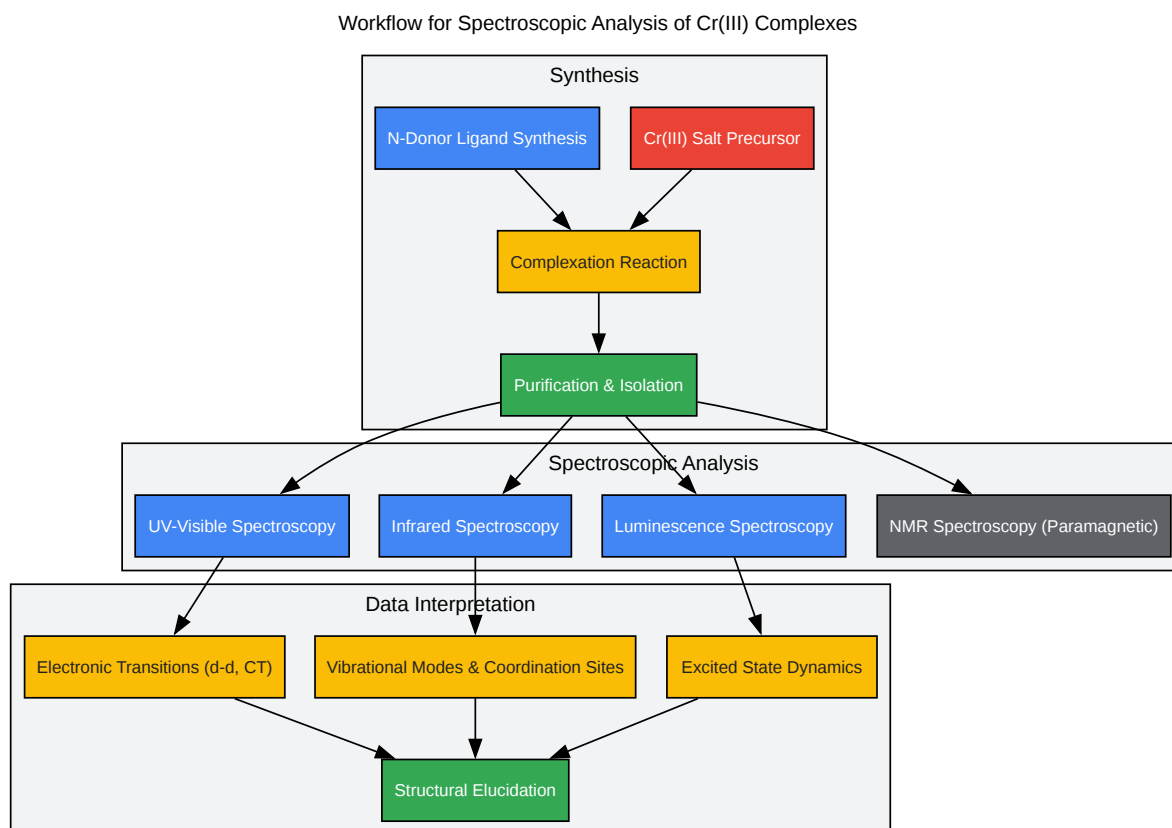 Workflow for Spectroscopic Analysis of Cr(III) Complexes
Synthesis
N-Donor Ligand Synthesis
Cr(III) Salt Precursor
Complexation Reaction
Purification & Isolation
Spectroscopic Analysis
UV-Visible Spectroscopy
Infrared Spectroscopy
Luminescence Spectroscopy
NMR Spectroscopy (Paramagnetic)
Data Interpretation
Electronic Transitions (d-d, CT)
Vibrational Modes & Coordination Sites
Excited State Dynamics
Structural Elucidation